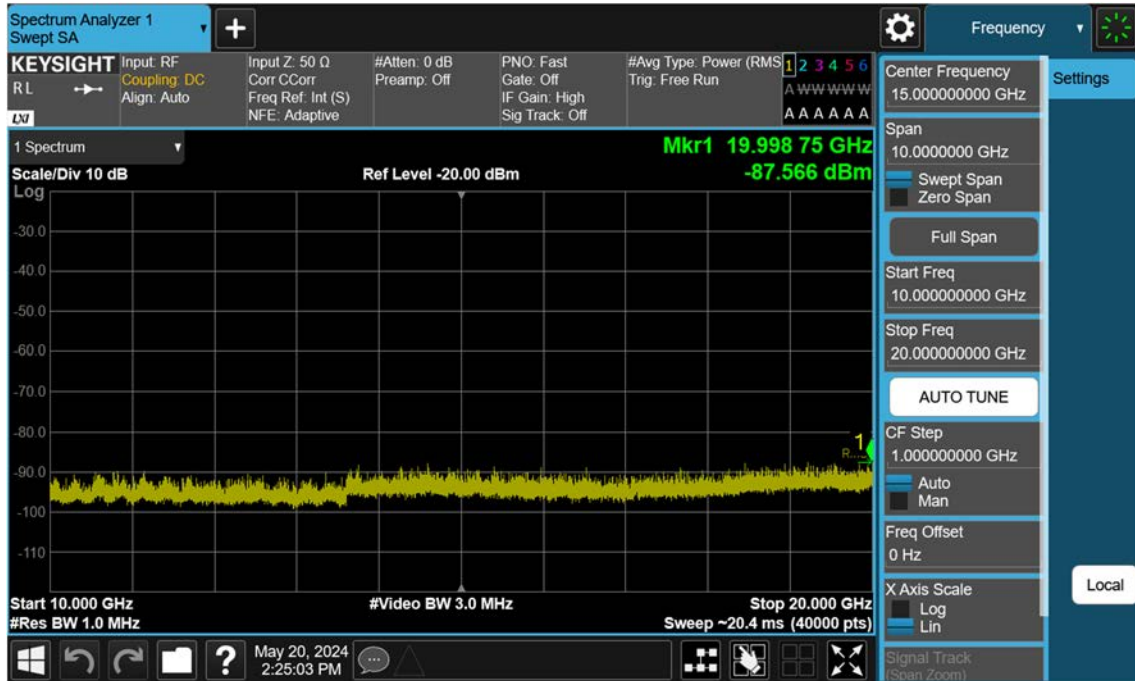 Spectrum Analyzer 1
Swept SA
Frequency
KEYSIGHT
R L
LXI
Input: RF
Coupling: DC
Align: Auto
Input Z: 50 Ω
Corr CCorr
Freq Ref: Int (S)
NFE: Adaptive
#Atten: 0 dB
Preamp: Off
PNO: Fast
Gate: Off
IF Gain: High
Sig Track: Off
#Avg Type: Power (RMS
Trig: Free Run
1 2 3 4 5 6
A W W W W W
A A A A A A
1 Spectrum
Mkr1 19.998 75 GHz
Scale/Div 10 dB
Ref Level -20.00 dBm
-87.566 dBm
Log
-30.0
-40.0
-50.0
-60.0
-70.0
-80.0
1
-90.0
-100
-110
Start 10.000 GHz
#Video BW 3.0 MHz
Stop 20.000 GHz
#Res BW 1.0 MHz
Sweep ~20.4 ms (40000 pts)
Center Frequency
15.000000000 GHz
Settings
Span
10.0000000 GHz
Swept Span
Zero Span
Full Span
Start Freq
10.000000000 GHz
Stop Freq
20.000000000 GHz
AUTO TUNE
CF Step
1.000000000 GHz
Auto
Man
Freq Offset
0 Hz
X Axis Scale
Log
Lin
Local
Signal Track
(Span Zoom)
?
May 20, 2024
2:25:03 PM